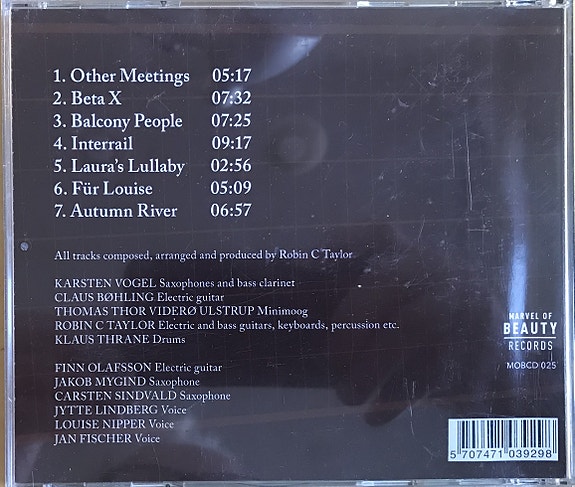 1. Other Meetings 05:17
2. Beta X 07:32
3. Balcony People 07:25
4. Interrail 09:17
5. Laura's Lullaby 02:56
6. Für Louise 05:09
7. Autumn River 06:57
All tracks composed, arranged and produced by Robin C Taylor
KARSTEN VOGEL Saxophones and bass clarinet
CLAUS BØHLING Electric guitar
THOMAS THOR VIDERØ ULSTRUP Minimoog
ROBIN C TAYLOR Electric and bass guitars, keyboards, percussion etc.
KLAUS THRANE Drums
FINN OLAFSSON Electric guitar
JAKOB MYGIND Saxophone
CARSTEN SINDVALD Saxophone
JYTTE LINDBERG Voice
LOUISE NIPPER Voice
JAN FISCHER Voice
MARVEL OF
BEAUTY
RECORDS
MOBCD 025
5 707471 039298